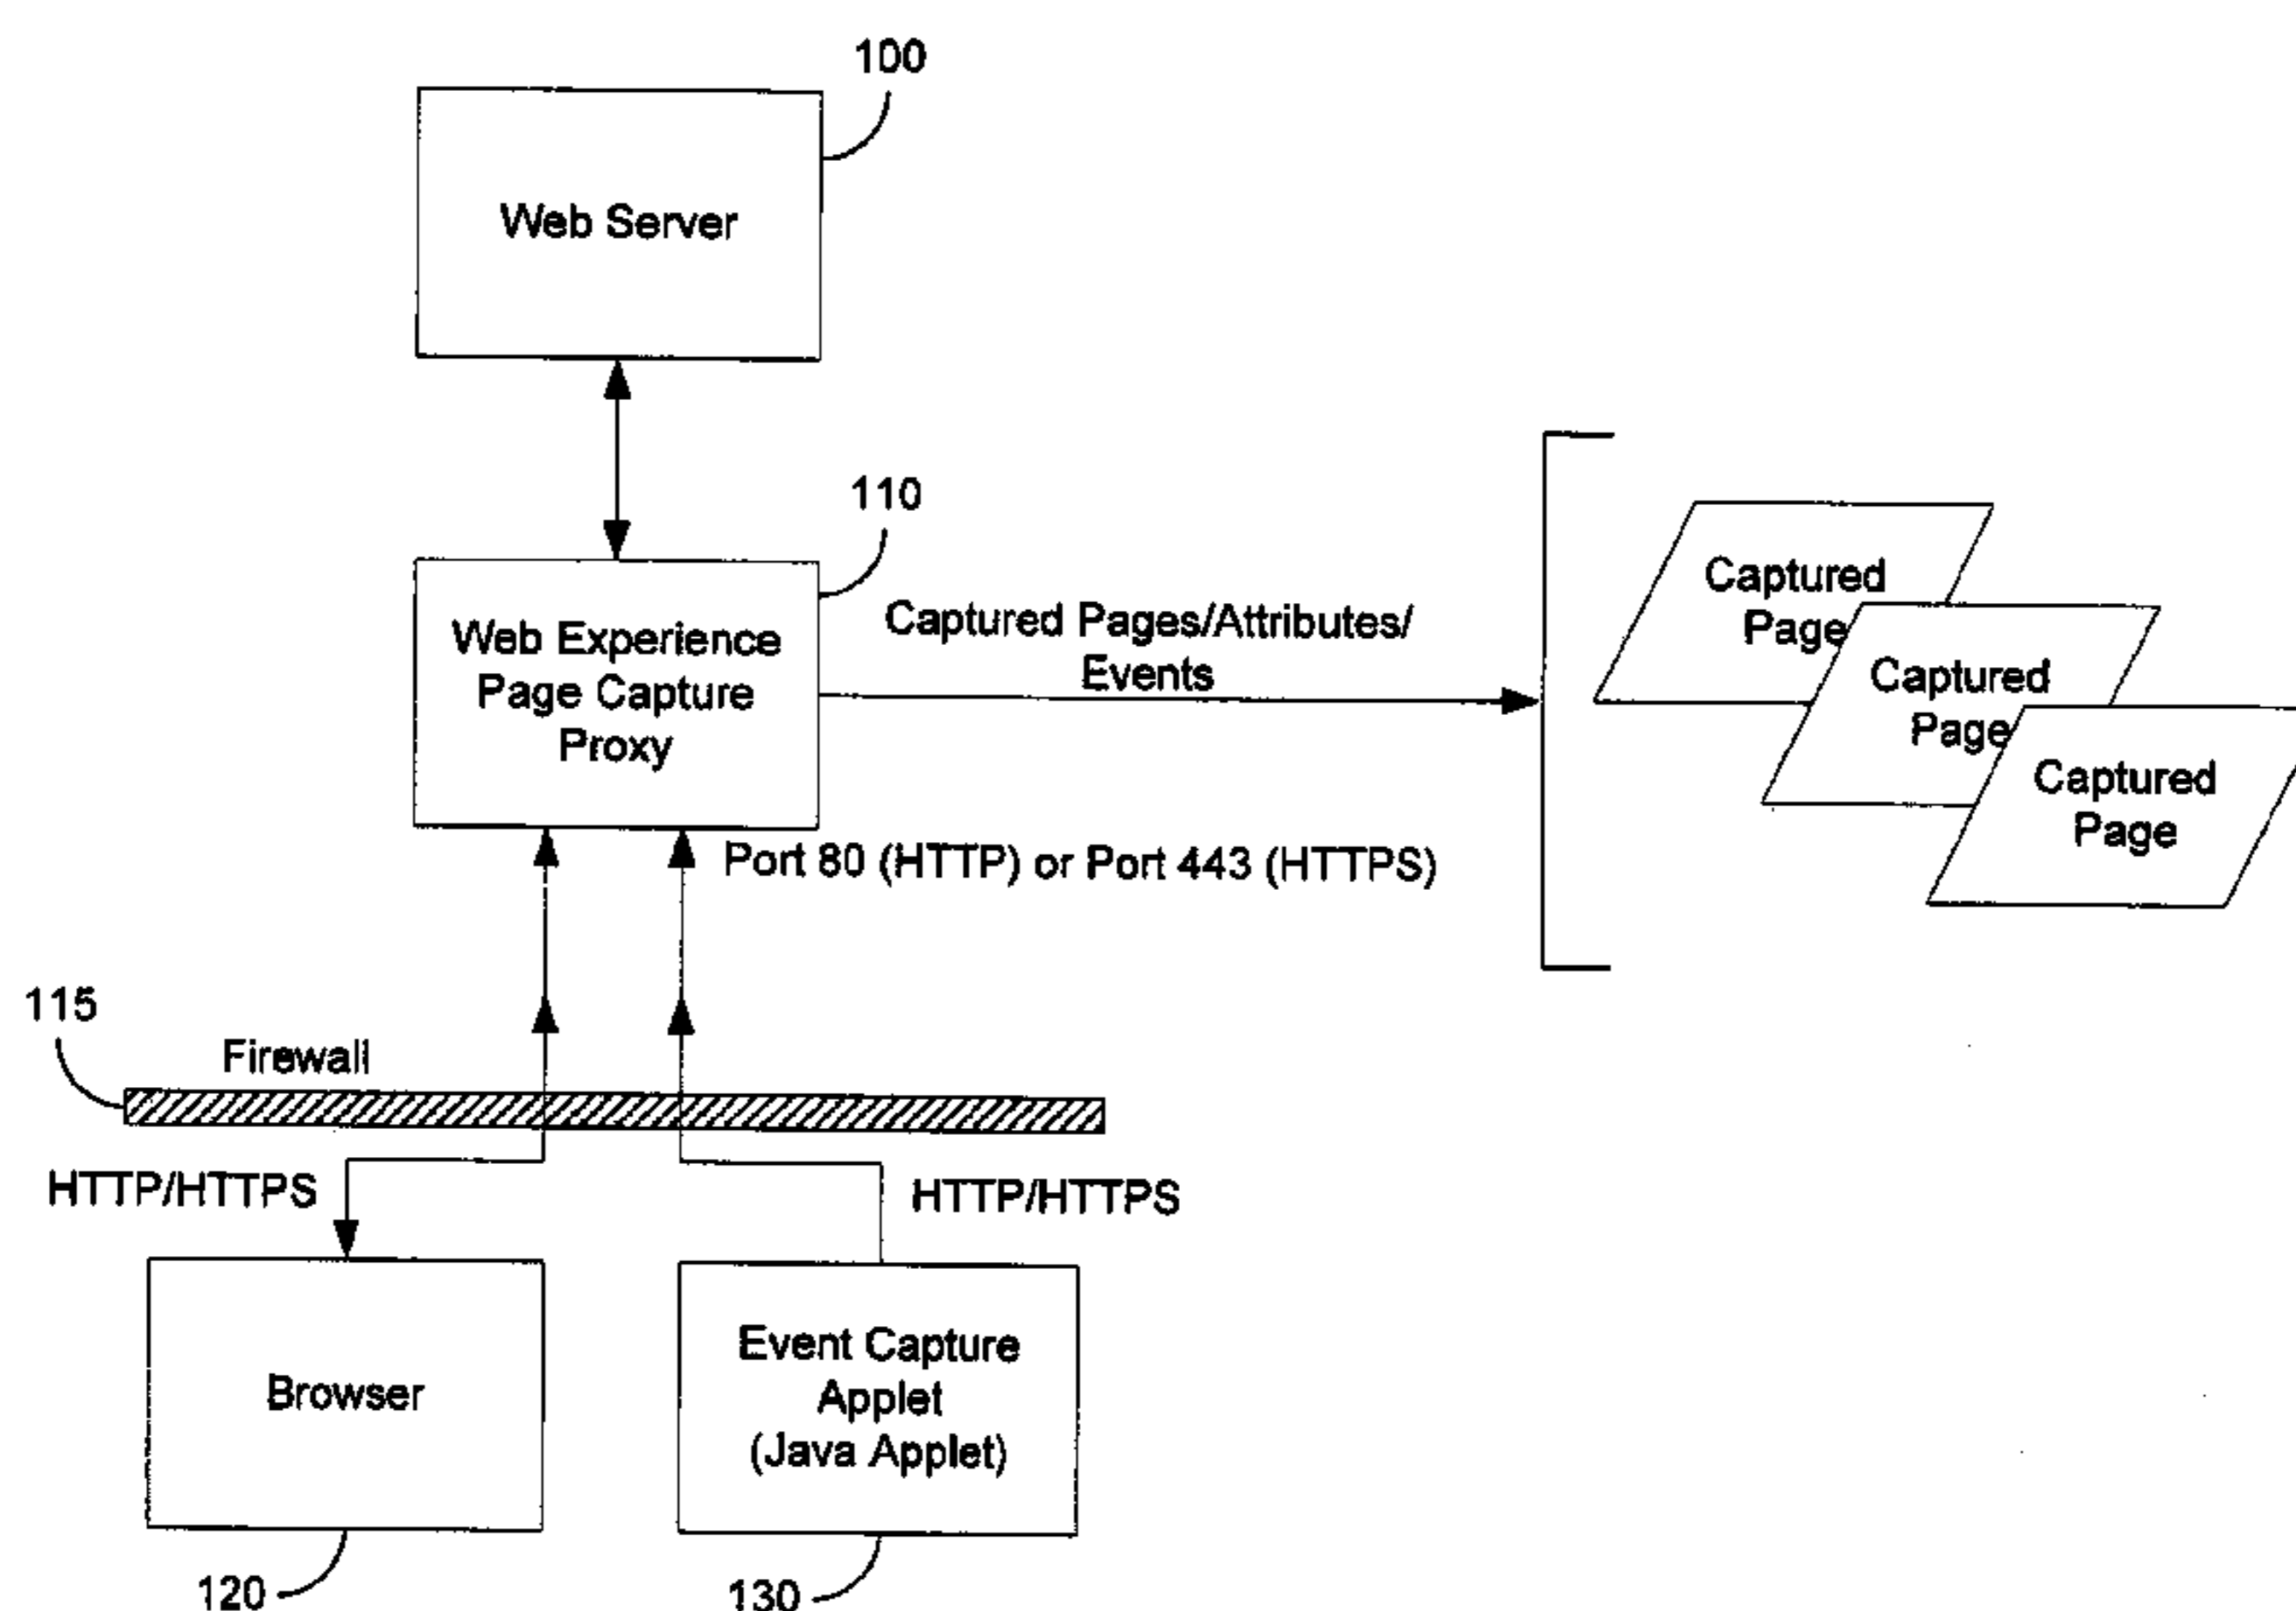 100
Web Server
110
Web Experience
Page Capture
Proxy
Captured Pages/Attributes/
Events
Captured
Page
Captured
Page
Captured
Page
Port 80 (HTTP) or Port 443 (HTTPS)
115
Firewall
HTTP/HTTPS
HTTP/HTTPS
Browser
Event Capture
Applet
(Java Applet)
120
130